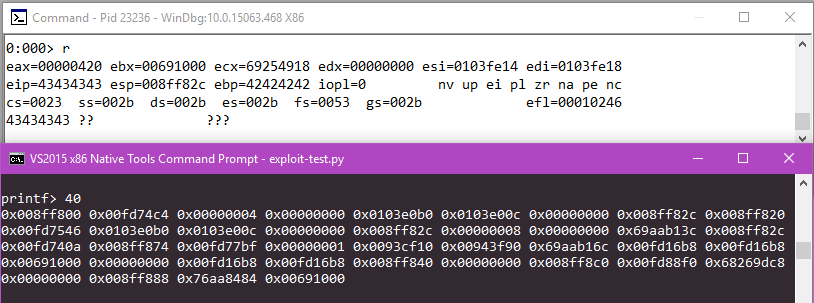 Command - Pid 23236 - WinDbg:10.0.15063.468 X86
0:000> r
eax=00000420 ebx=00691000 ecx=69254918 edx=00000000 esi=0103fe14 edi=0103fe18
eip=43434343 esp=008ff82c ebp=42424242 iopl=0         nv up ei pl zr na pe nc
cs=0023  ss=002b  ds=002b  es=002b  fs=0053  gs=002b             efl=00010246
43434343 ??              ???
VS2015 x86 Native Tools Command Prompt - exploit-test.py
printf> 40
0x008ff800 0x00fd74c4 0x00000004 0x00000000 0x0103e0b0 0x0103e00c 0x00000000 0x008ff82c 0x008ff820
0x00fd7546 0x0103e0b0 0x0103e00c 0x00000000 0x008ff82c 0x00000008 0x00000000 0x69aab13c 0x008ff82c
0x00fd740a 0x008ff874 0x00fd77bf 0x00000001 0x0093cf10 0x00943f90 0x69aab16c 0x00fd16b8 0x00fd16b8
0x00691000 0x00000000 0x00fd16b8 0x00fd16b8 0x008ff840 0x00000000 0x008ff8c0 0x00fd88f0 0x68269dc8
0x00000000 0x008ff888 0x76aa8484 0x00691000